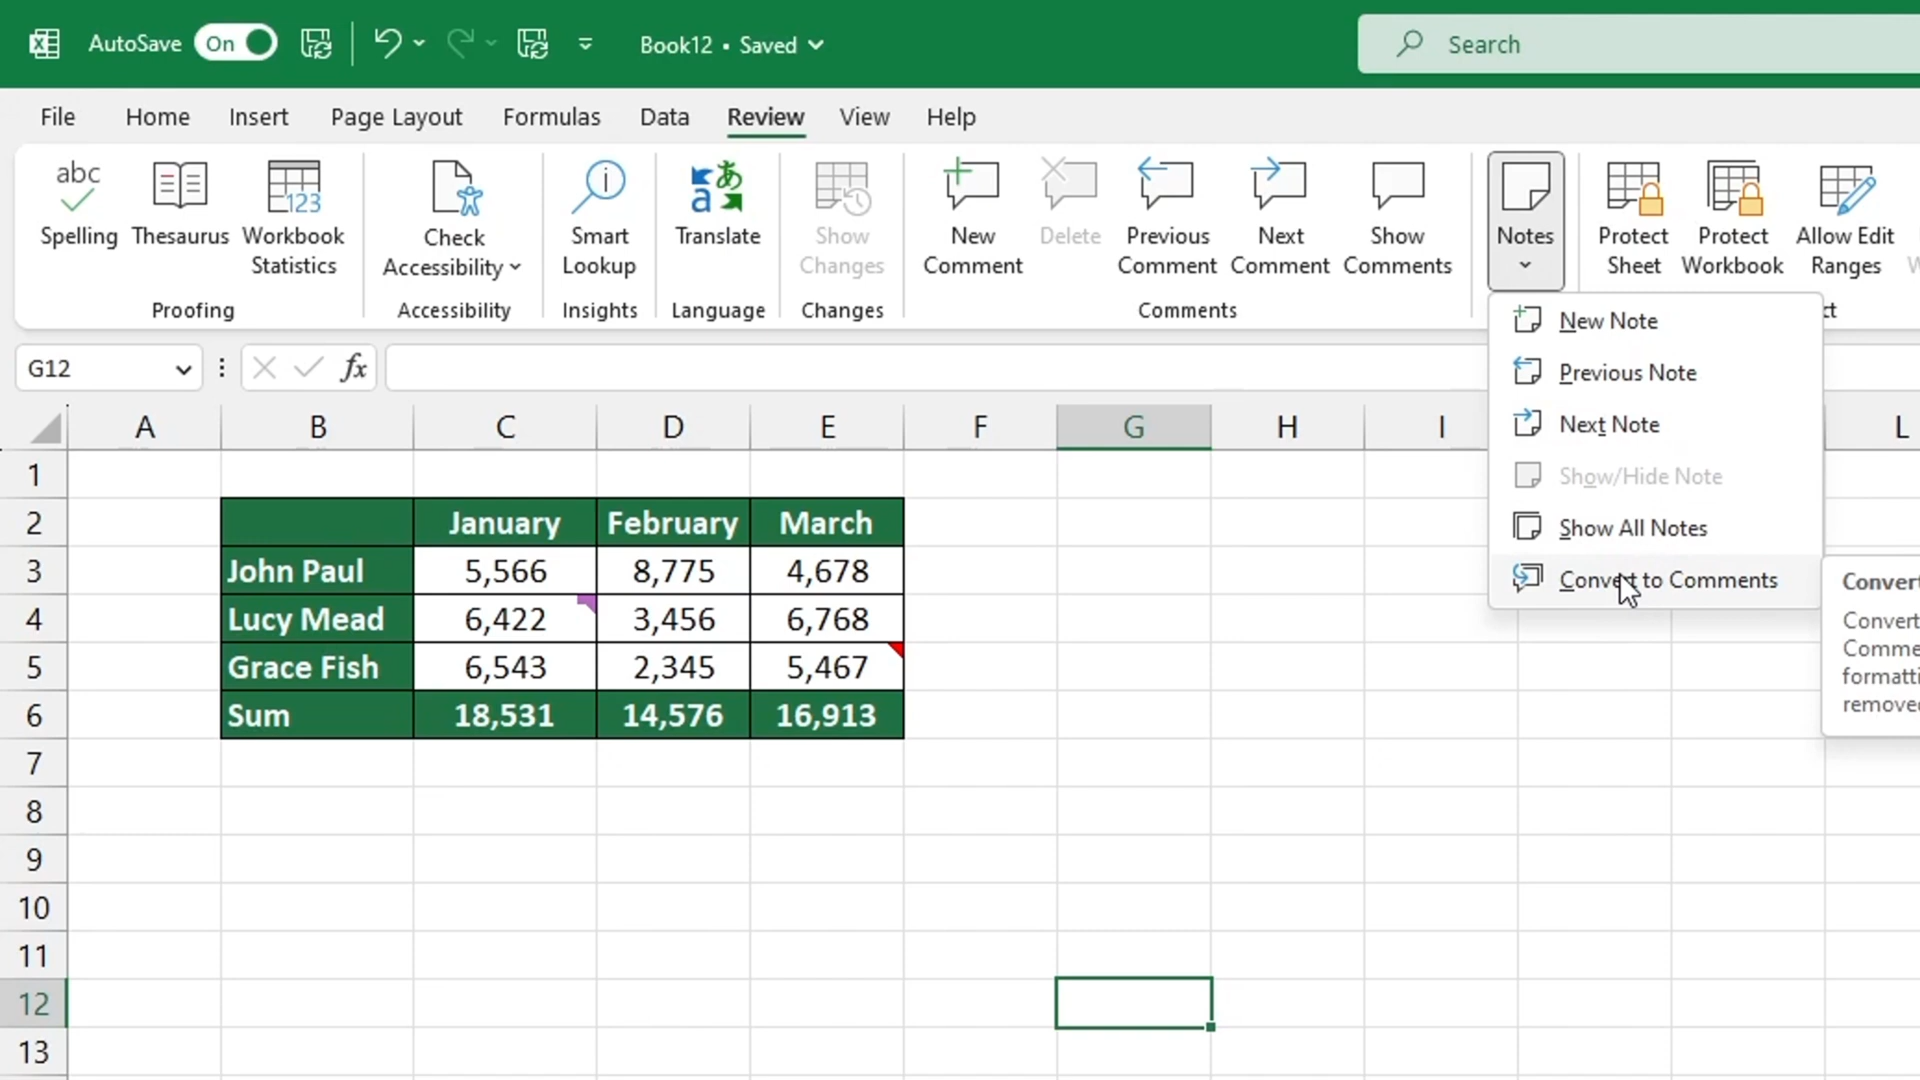 AutoSave On Book12 • Saved Search
File Home Insert Page Layout Formulas Data Review View Help
abc
123
あ
a
Spelling Thesaurus Workbook Statistics Check Accessibility Smart Lookup Translate Show Changes New Comment Delete Previous Comment Next Comment Show Comments Notes Protect Sheet Protect Workbook Allow Edit Ranges
Proofing Accessibility Insights Language Changes Comments
New Note
Previous Note
Next Note
Show/Hide Note
Show All Notes
Convert to Comments
Convert
Convert
Comme
formatti
removed
G12 fx
A B C D E F G H I L
1
2 January February March
3 John Paul 5,566 8,775 4,678
4 Lucy Mead 6,422 3,456 6,768
5 Grace Fish 6,543 2,345 5,467
6 Sum 18,531 14,576 16,913
7
8
9
10
11
12
13